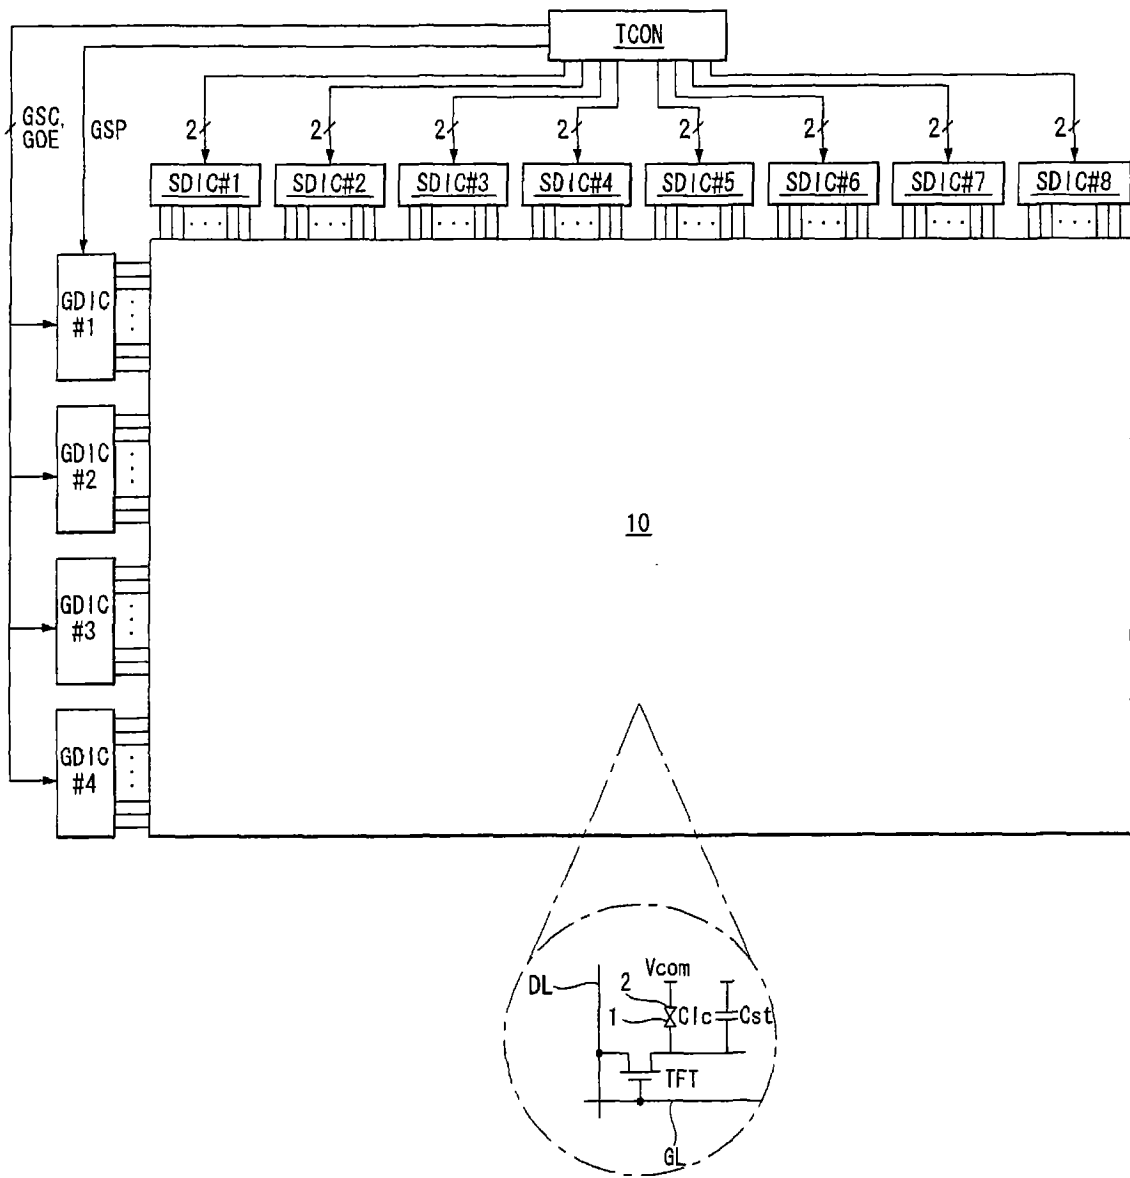 TCON
GSC,
GOE
GSP
2
2
2
2
2
2
2
2
SDIC#1
SDIC#2
SDIC#3
SDIC#4
SDIC#5
SDIC#6
SDIC#7
SDIC#8
GDIC
#1
GDIC
#2
10
GDIC
#3
GDIC
#4
Vcom
DL
2
1
Clc
Cst
TFT
GL